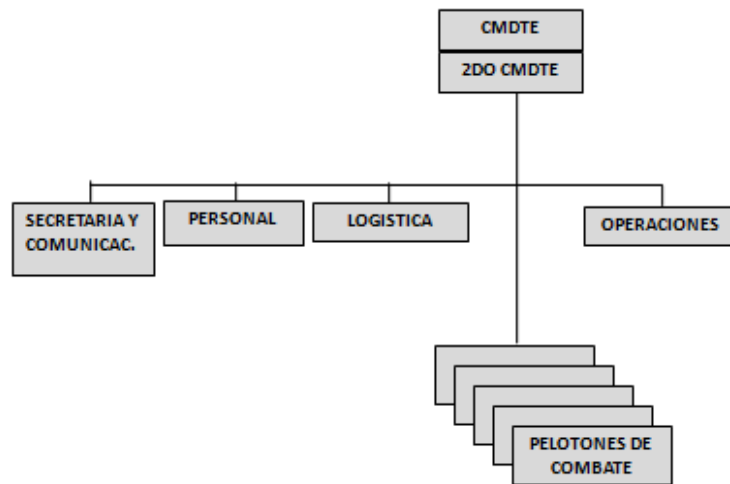 CMDTE
2DO CMDTE
SECRETARIA Y
COMUNICAC.
PERSONAL
LOGISTICA
OPERACIONES
PELOTONES DE
COMBATE